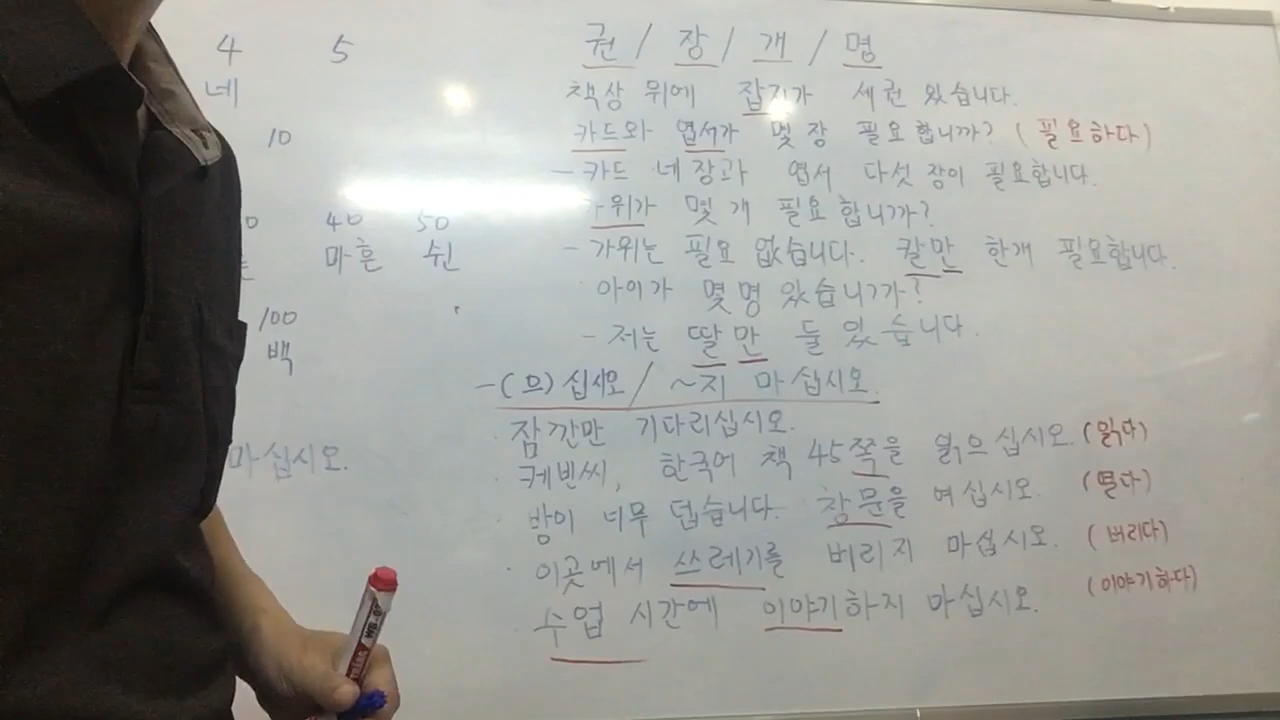 4 5
네
10
40 50
마흔 쉰
100
백
마십시오.
권 / 장 / 개 / 명
책상 위에 잡지가 세권 있습니다.
카드와 엽서가 몇 장 필요합니까? (필요하다)
- 카드 네 장과 엽서 다섯 장이 필요합니다.
위가 몇 개 필요합니까?
- 가위는 필요 없습니다. 칼만 한개 필요합니다.
아이가 몇 명 있습니까?
- 저는 딸만 둘 있습니다.
-(으)십시오 / ~지 마십시오.
· 잠깐만 기다리십시오.
· 케빈씨, 한국어 책 45쪽을 읽으십시오. (읽다)
· 방이 너무 덥습니다. 창문을 여십시오. (열다)
· 이곳에서 쓰레기를 버리지 마십시오. (버리다)
· 수업 시간에 이야기하지 마십시오. (이야기하다)